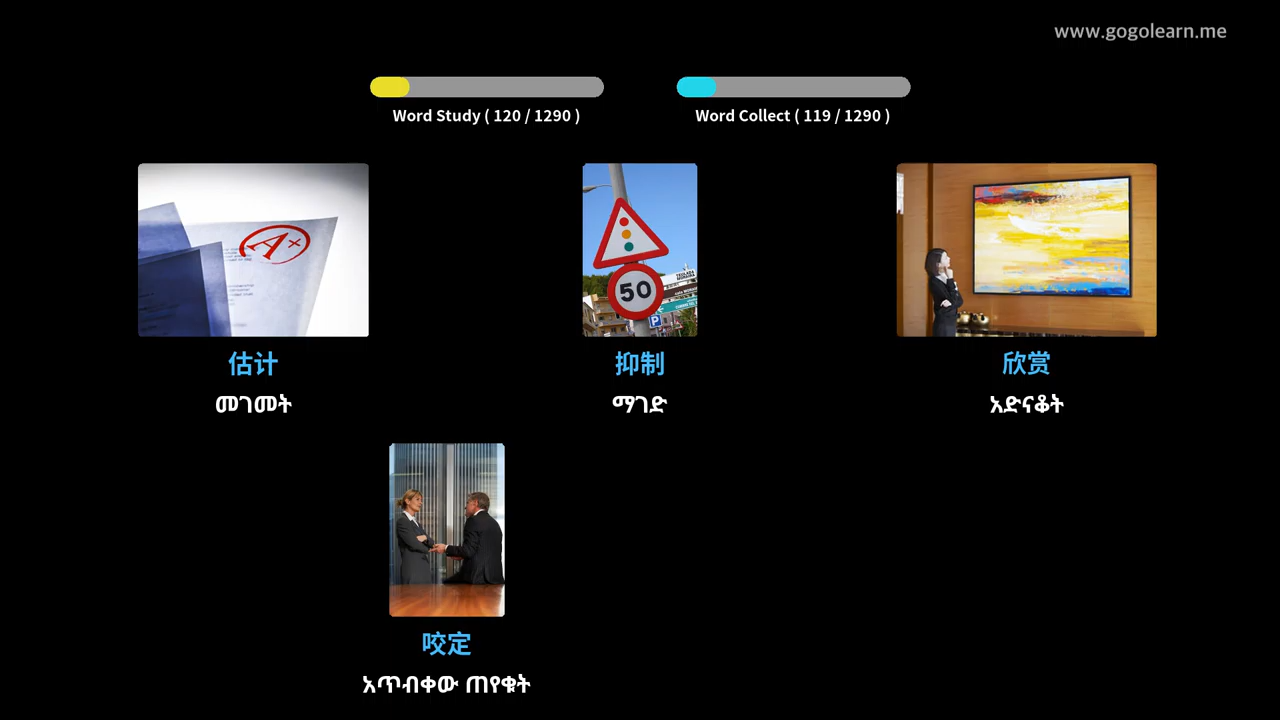 www.gogolearn.me
Word Study ( 120 / 1290 )
Word Collect ( 119 / 1290 )
A+
50
P
估计
抑制
欣赏
መገመት
ማገድ
አድናቆት
咬定
አጥብቀው ጠየቁት